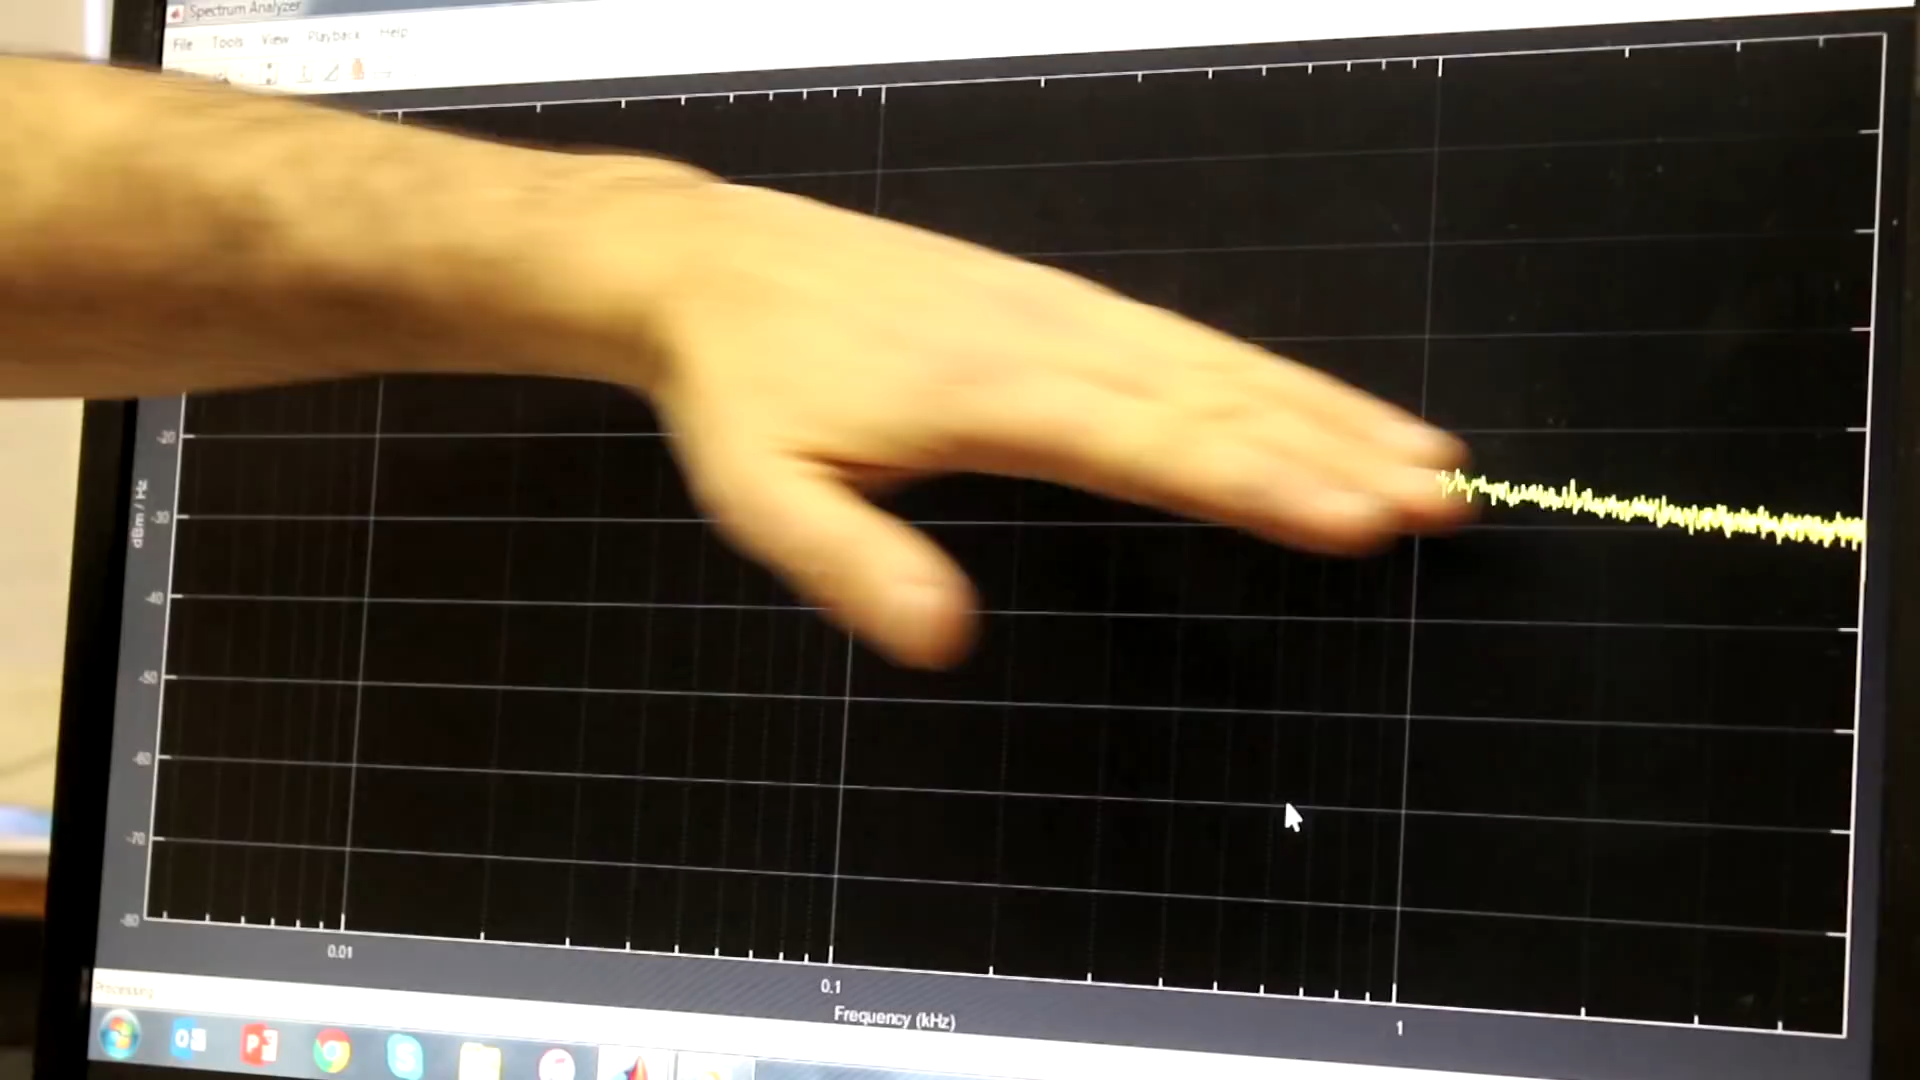 Spectrum Analyzer
File Tools View Playback Help
-20
dBm / Hz
-30
-40
-50
-60
-70
-80
0.01
0.1
1
Frequency (kHz)
Processing